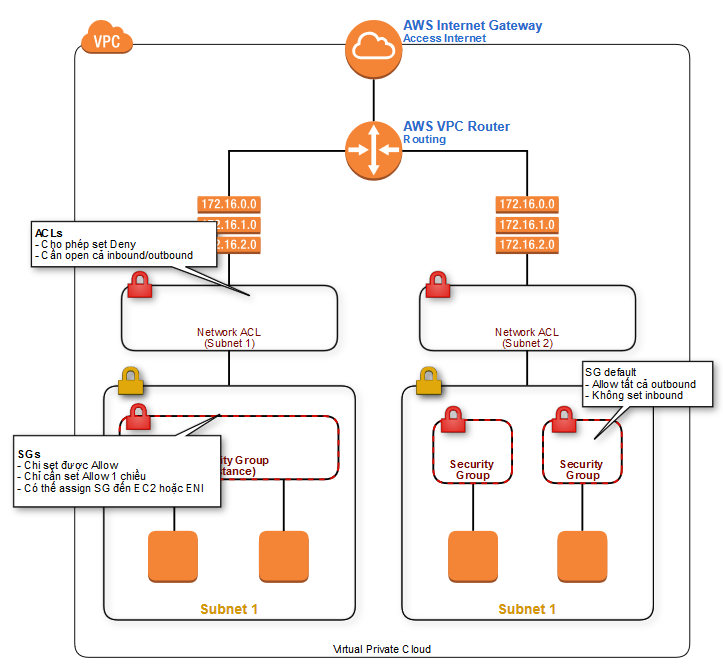 AWS Internet Gateway
Access Internet
VPC
AWS VPC Router
Routing
172.16.0.0
172.16.1.0
172.16.2.0
172.16.0.0
172.16.1.0
172.16.2.0
ACLs
- Cho phép set Deny
- Cần open cả inbound/outbound
Network ACL
(Subnet 1)
Network ACL
(Subnet 2)
SG default
- Allow tất cả outbound
- Không set inbound
SGs
- Chỉ set được Allow
- Chỉ cần set Allow 1 chiều
- Có thể assign SG đến EC2 hoặc ENI
Group
Security
Group
Security
Group
Subnet 1
Subnet 1
Virtual Private Cloud